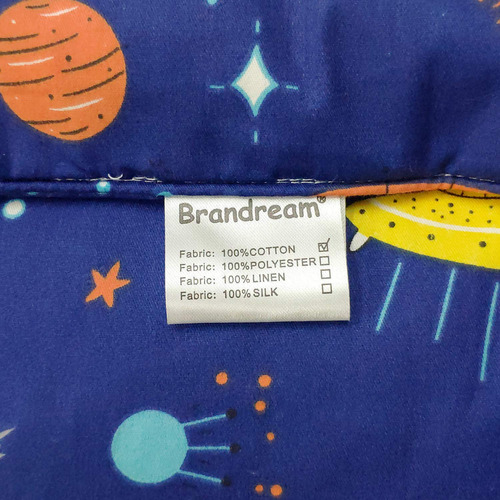 Brandream®
Fabric: 100%COTTON ☑
Fabric: 100%POLYESTER ☐
Fabric: 100%LINEN ☐
Fabric: 100%SILK ☐